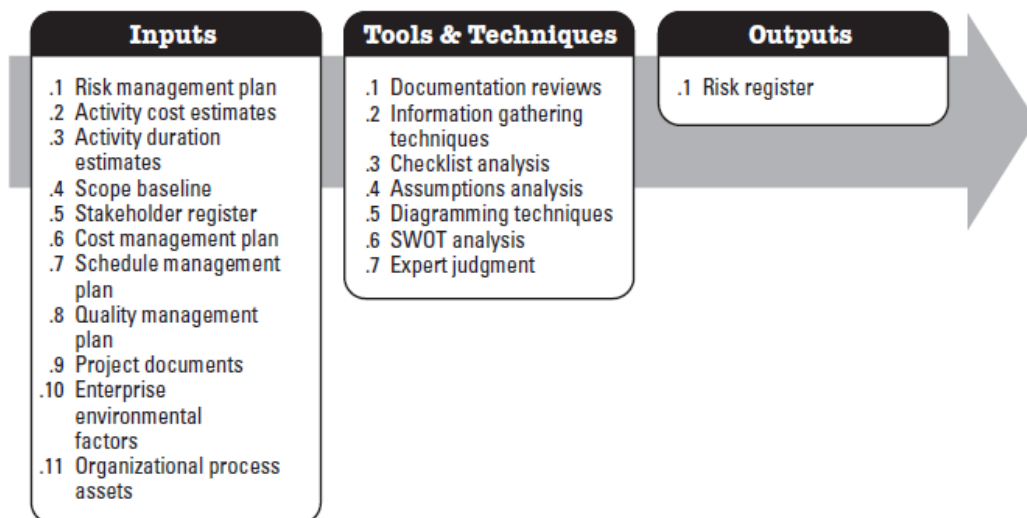 Inputs
.1 Risk management plan
.2 Activity cost estimates
.3 Activity duration
estimates
.4 Scope baseline
.5 Stakeholder register
.6 Cost management plan
.7 Schedule management
plan
.8 Quality management
plan
.9 Project documents
.10 Enterprise
environmental
factors
.11 Organizational process
assets
Tools & Techniques
.1 Documentation reviews
.2 Information gathering
techniques
.3 Checklist analysis
.4 Assumptions analysis
.5 Diagramming techniques
.6 SWOT analysis
.7 Expert judgment
Outputs
.1 Risk register